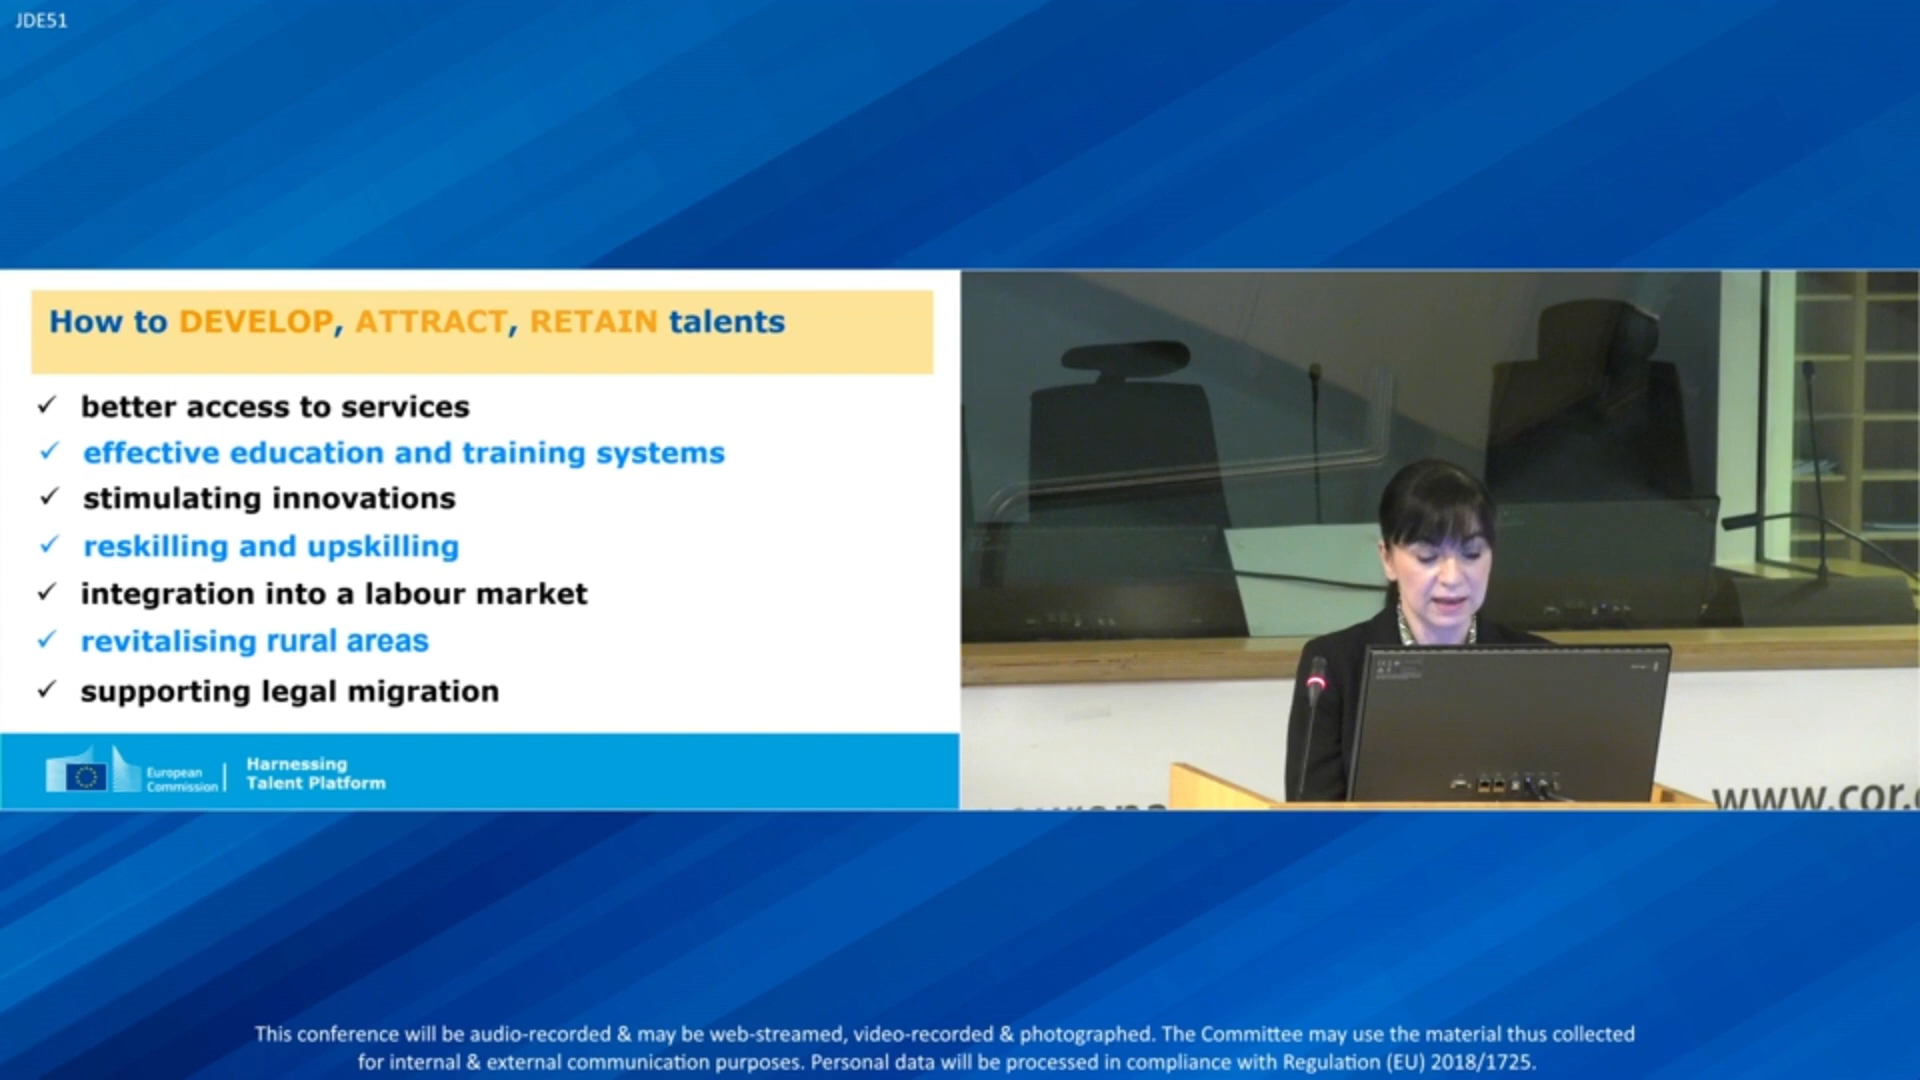 JDE51
How to DEVELOP, ATTRACT, RETAIN talents
✓ better access to services
✓ effective education and training systems
✓ stimulating innovations
✓ reskilling and upskilling
✓ integration into a labour market
✓ revitalising rural areas
✓ supporting legal migration
European
Commission
Harnessing
Talent Platform
www.cor.
This conference will be audio-recorded & may be web-streamed, video-recorded & photographed. The Committee may use the material thus collected
for internal & external communication purposes. Personal data will be processed in compliance with Regulation (EU) 2018/1725.